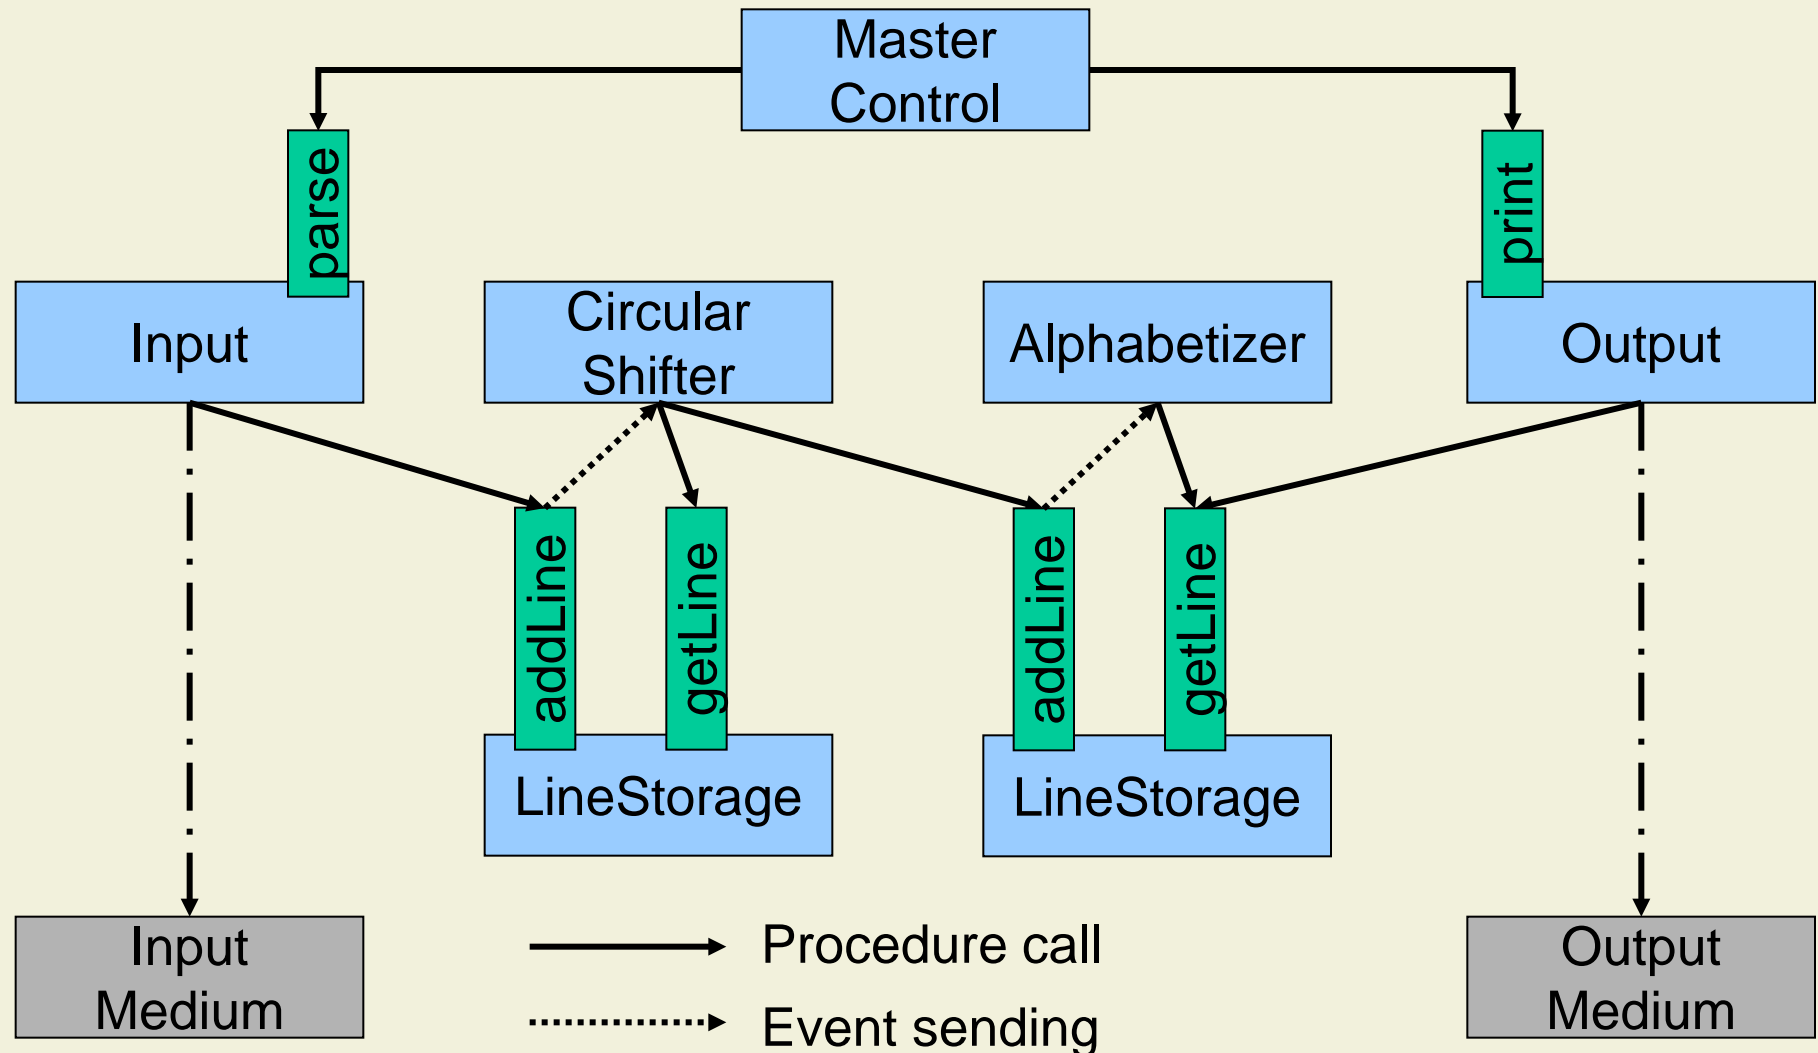 Master
Control
parse
print
Input
Circular
Shifter
Alphabetizer
Output
addLine
getLine
addLine
getLine
LineStorage
LineStorage
Input
Medium
Procedure call
Event sending
Output
Medium